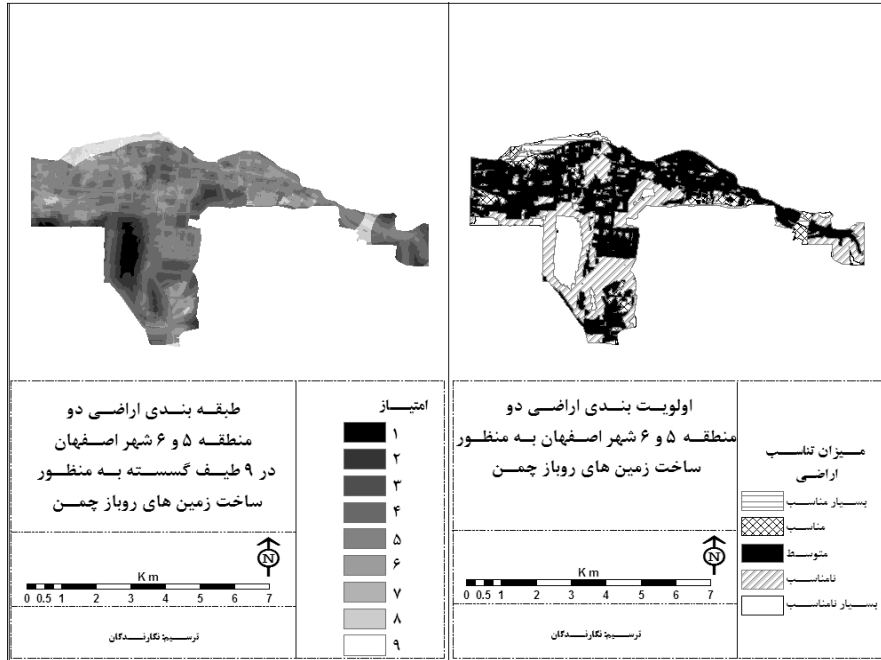 اولویت بندی اراضی دو
منطقه ۵ و ۶ شهر اصفهان به منظور
ساخت زمین های روباز چمن
میزان تناسب
اراضی
بسیار مناسب
مناسب
متوسط
نامناسب
بسیار نامناسب
N
Km
0 0.5 1 2 3 4 5 6 7
ترسیم: نگارندگان
طبقه بندی اراضی دو
منطقه ۵ و ۶ شهر اصفهان
در ۹ طیف گسسته به منظور
ساخت زمین های روباز چمن
امتیاز
۱
۲
۳
۴
۵
۶
۷
۸
۹
N
Km
0 0.5 1 2 3 4 5 6 7
ترسیم: نگارندگان